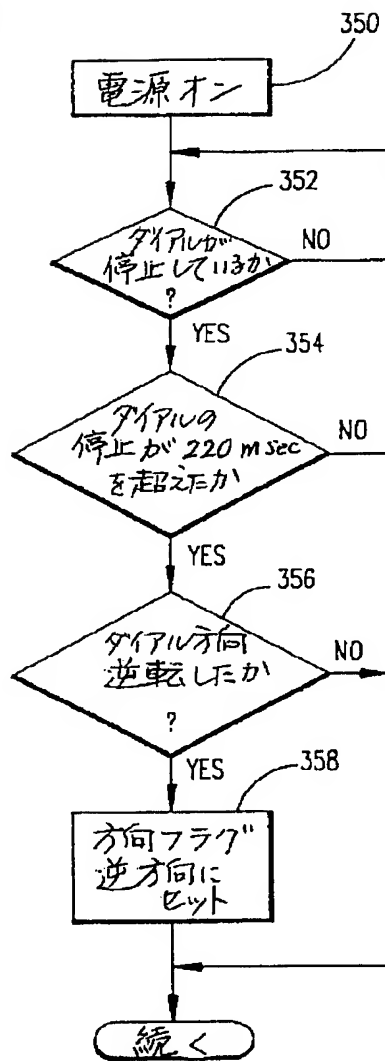 350
電源オン
352
ダイアルが
停止しているか
?
NO
YES
354
ダイアルの
停止が 220 msec
を超えたか
NO
YES
356
ダイアル方向
逆転したか
?
NO
YES
358
方向フラグ
逆方向に
セット
続く